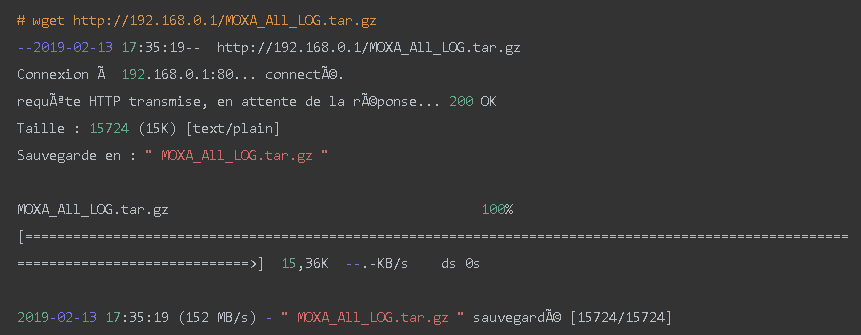 # wget http://192.168.0.1/MOXA_All_LOG.tar.gz
--2019-02-13 17:35:19--  http://192.168.0.1/MOXA_All_LOG.tar.gz
Connexion Ã  192.168.0.1:80... connectÃ©.
requÃªte HTTP transmise, en attente de la rÃ©ponse... 200 OK
Taille : 15724 (15K) [text/plain]
Sauvegarde en : " MOXA_All_LOG.tar.gz "
MOXA_All_LOG.tar.gz 100%
[=====================================================================================================
=============================>] 15,36K --.-KB/s ds 0s
2019-02-13 17:35:19 (152 MB/s) - " MOXA_All_LOG.tar.gz " sauvegardÃ© [15724/15724]